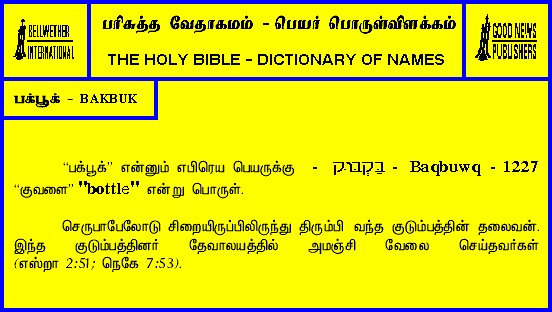 BELLWETHER
INTERNATIONAL
பரிசுத்த வேதாகமம் - பெயர் பொருள்விளக்கம்
THE HOLY BIBLE - DICTIONARY OF NAMES
GOOD NEWS
PUBLISHERS
பக்பூக் - BAKBUK
“பக்பூக்” என்னும் எபிரெய பெயருக்கு - בַּקְבּוּק - Baqbuwq - 1227
“குவளை” "bottle" என்று பொருள்.
செருபாபேலோடு சிறையிருப்பிலிருந்து திரும்பி வந்த குடும்பத்தின் தலைவன்.
இந்த குடும்பத்தினர் தேவாலயத்தில் அமஞ்சி வேலை செய்தவர்கள்
(எஸ்றா 2:51; நெகே 7:53).